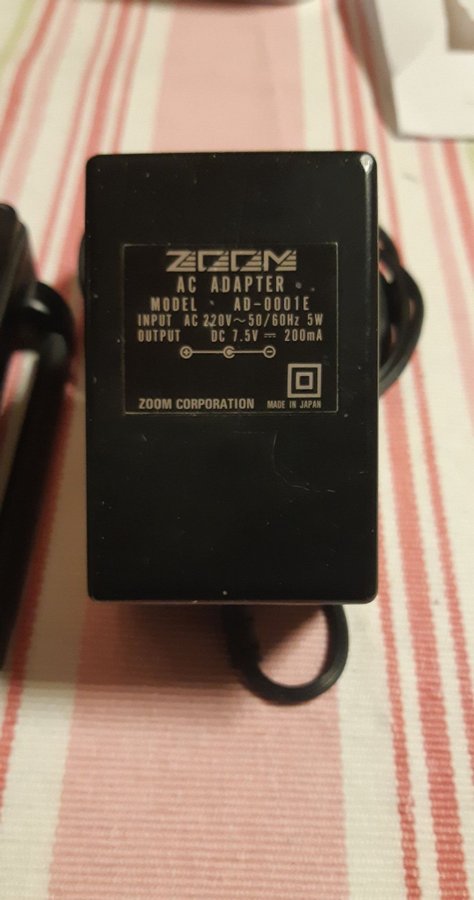 ZOOM
AC ADAPTER
MODEL AD-0001E
INPUT AC 220V～50/60Hz 5W
OUTPUT DC 7.5V ⎓ 200mA
+ −
ZOOM CORPORATION MADE IN JAPAN